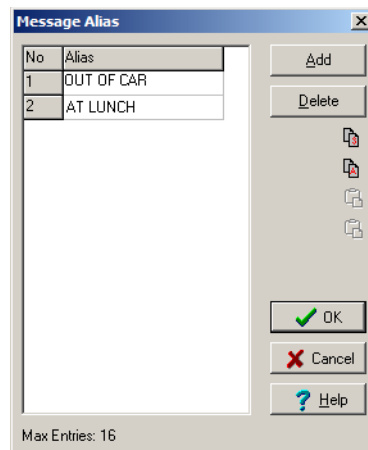 Message Alias
No Alias
1 OUT OF CAR
2 AT LUNCH
Add
Delete
S
A
OK
Cancel
Help
Max Entries: 16